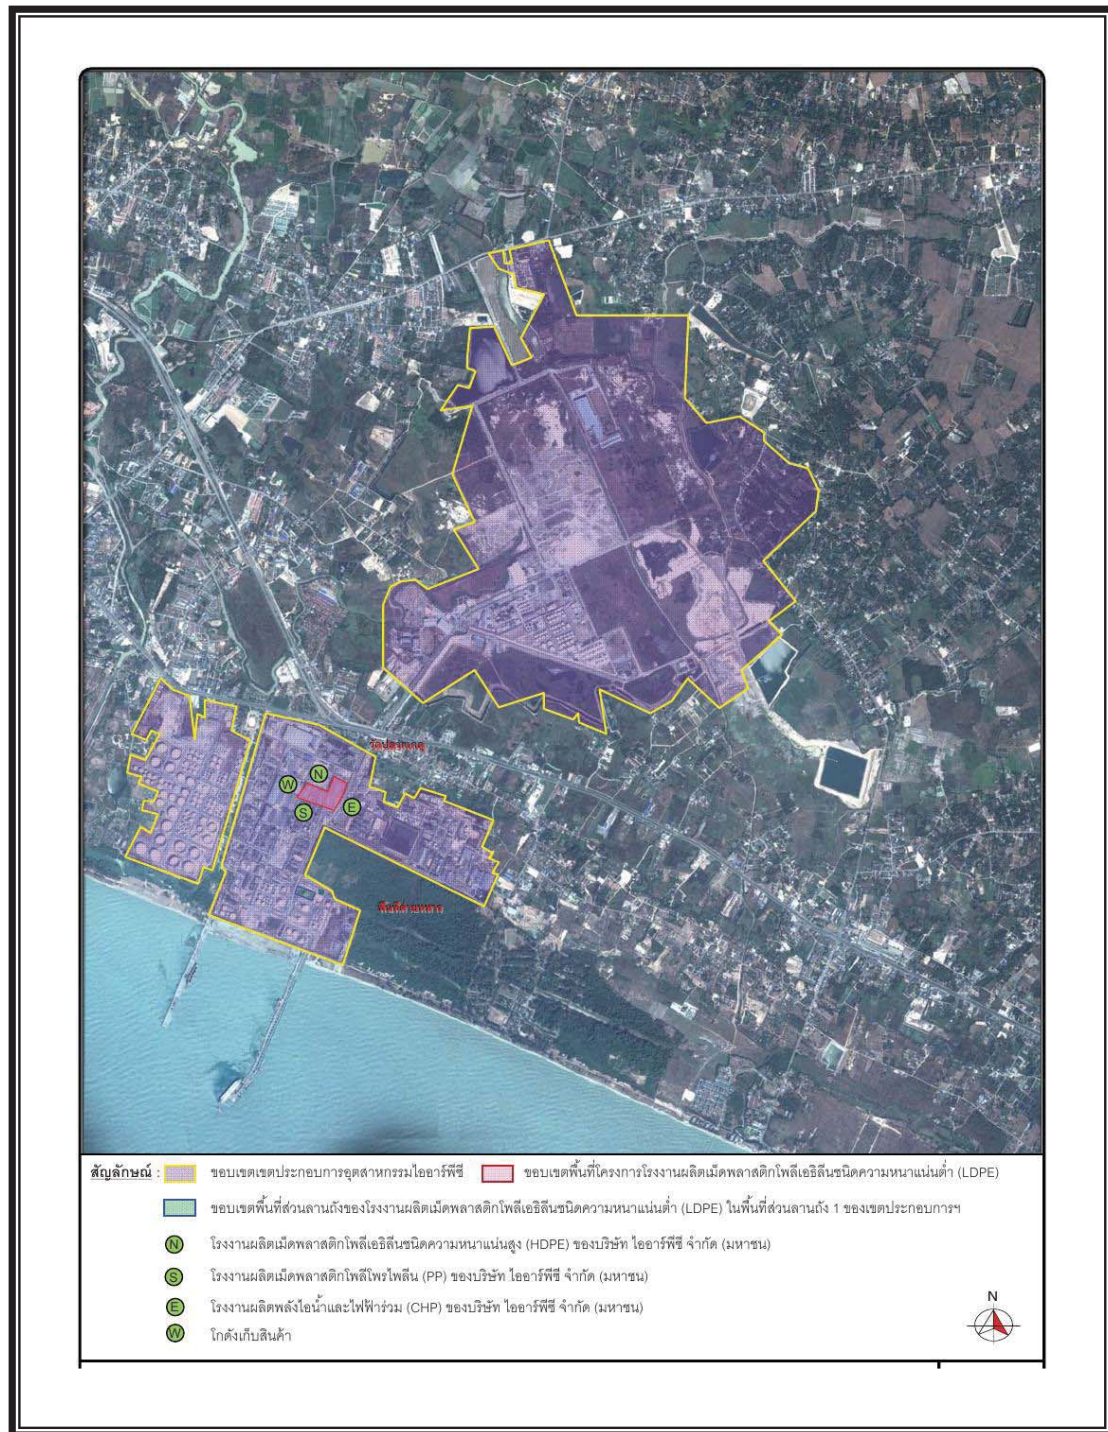 วัดปลวกเกตุ
N
W
E
S
สัญลักษณ์ : ขอบเขตเขตประกอบการอุตสาหกรรมไออาร์พีซี ขอบเขตพื้นที่โครงการโรงงานผลิตเม็ดพลาสติกโพลีเอธิลีนชนิดความหนาแน่นต่ำ (LDPE)
ขอบเขตพื้นที่ส่วนลานถังของโรงงานผลิตเม็ดพลาสติกโพลีเอธิลีนชนิดความหนาแน่นต่ำ (LDPE) ในพื้นที่ส่วนลานถัง 1 ของเขตประกอบการฯ
N โรงงานผลิตเม็ดพลาสติกโพลีเอธิลีนชนิดความหนาแน่นสูง (HDPE) ของบริษัท ไออาร์พีซี จำกัด (มหาชน)
S โรงงานผลิตเม็ดพลาสติกโพลีโพรไพลีน (PP) ของบริษัท ไออาร์พีซี จำกัด (มหาชน)
E โรงงานผลิตพลังไอน้ำและไฟฟ้าร่วม (CHP) ของบริษัท ไออาร์พีซี จำกัด (มหาชน)
W โกดังเก็บสินค้า
N